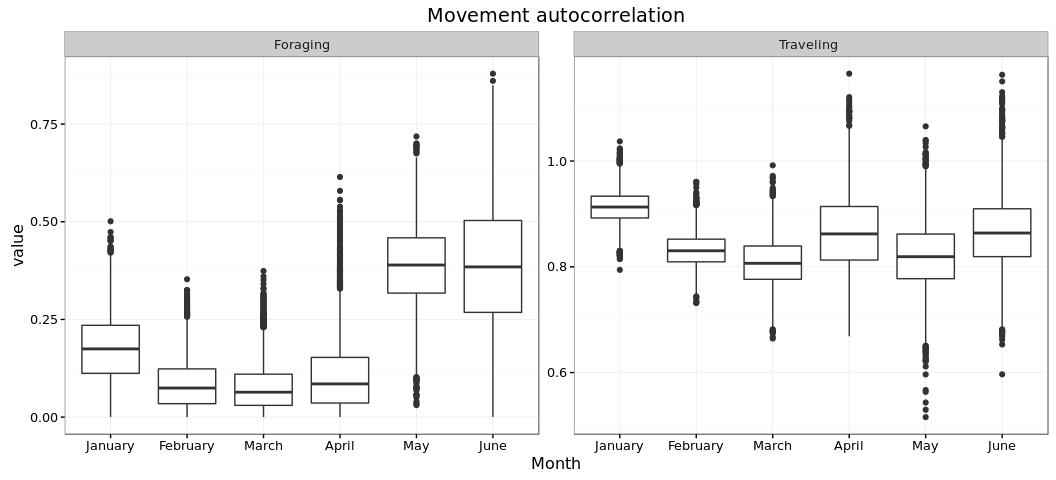 Movement autocorrelation
Foraging
Traveling
value
0.75
0.50
0.25
0.00
1.0
0.8
0.6
January February March April May June
January February March April May June
Month